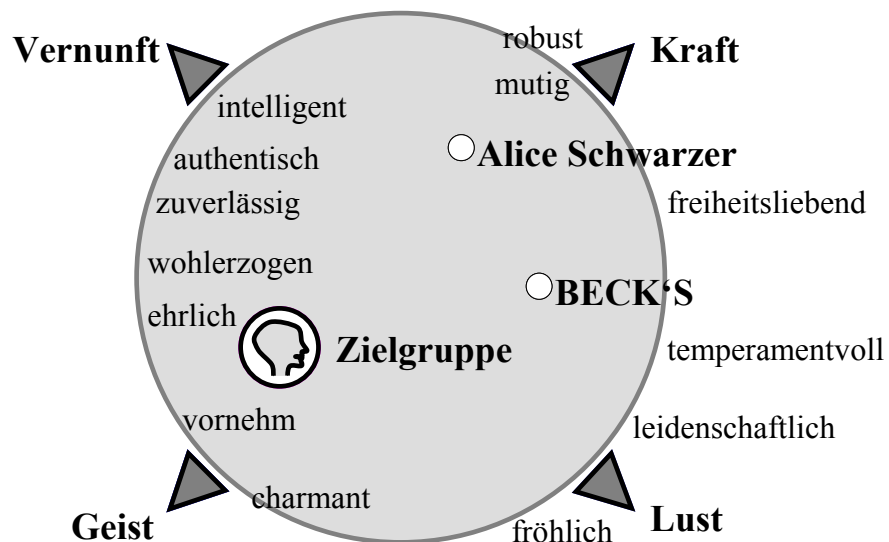 robust
Vernunft
Kraft
mutig
intelligent
authentisch
Alice Schwarzer
zuverlässig
freiheitsliebend
wohlerzogen
BECK‘S
ehrlich
Zielgruppe
temperamentvoll
vornehm
leidenschaftlich
charmant
Geist
Lust
fröhlich